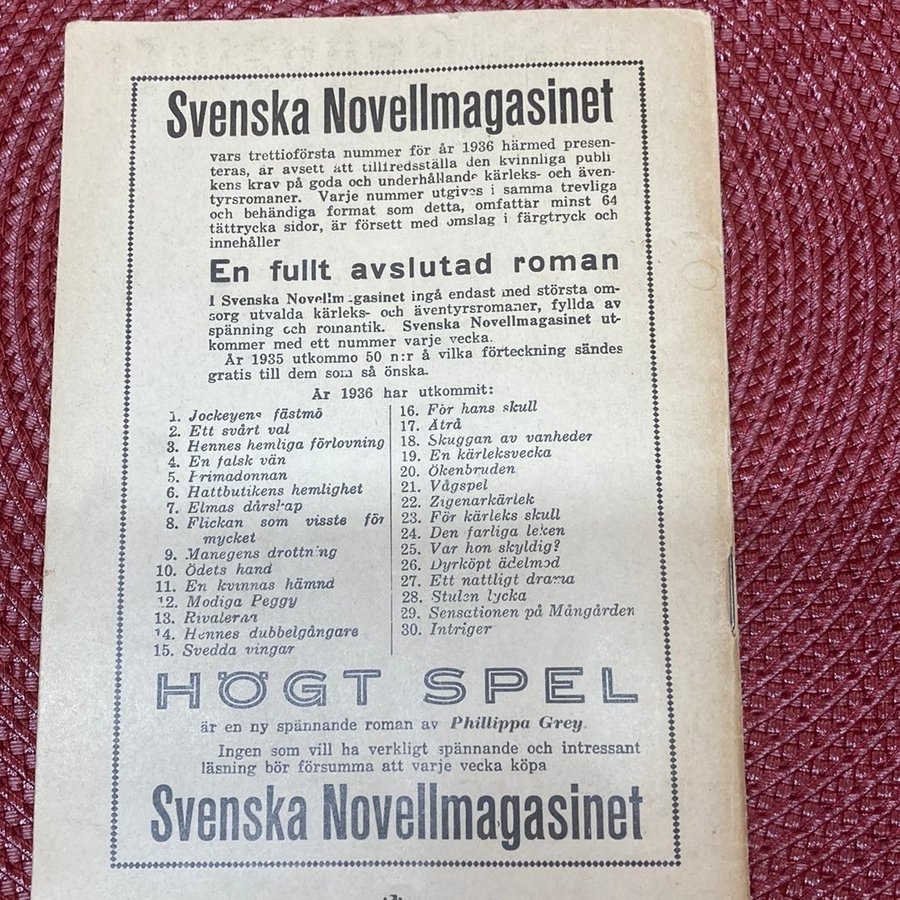 Svenska Novellmagasinet
vars trettioförsta nummer för år 1936 härmed presen-
teras, är avsett att tillfredsställa den kvinnliga publi
kens krav på goda och underhållande kärleks- och även-
tyrsromaner. Varje nummer utgives i samma trevliga
och behändiga format som detta, omfattar minst 64
tättrycka sidor, är försett med omslag i färgtryck och
innehåller
En fullt avslutad roman
I Svenska Novellmagasinet ingå endast med största om-
sorg utvalda kärleks- och äventyrsromaner, fyllda av
spänning och romantik. Svenska Novellmagasinet ut-
kommer med ett nummer varje vecka.
År 1935 utkommo 50 n:r å vilka förteckning sändes
gratis till dem som så önska.
År 1936 har utkommit:
1. Jockeyens fästmö
2. Ett svårt val
3. Hennes hemliga förlovning
4. En falsk vän
5. Primadonnan
6. Hattbutikens hemlighet
7. Elmas dårskap
8. Flickan som visste för
mycket
9. Manegens drottning
10. Ödets hand
11. En kvinnas hämnd
12. Modiga Peggy
13. Rivalerna
14. Hennes dubbelgångare
15. Svedda vingar
16. För hans skull
17. Åtrå
18. Skuggan av vanheder
19. En kärleksvecka
20. Ökenbruden
21. Vågspel
22. Zigenarkärlek
23. För kärleks skull
24. Den farliga leken
25. Var hon skyldig?
26. Dyrköpt ädelmod
27. Ett nattligt drama
28. Stulen lycka
29. Sensationen på Mångården
30. Intriger
HÖGT SPEL
är en ny spännande roman av Phillippa Grey.
Ingen som vill ha verkligt spännande och intressant
läsning bör försumma att varje vecka köpa
Svenska Novellmagasinet